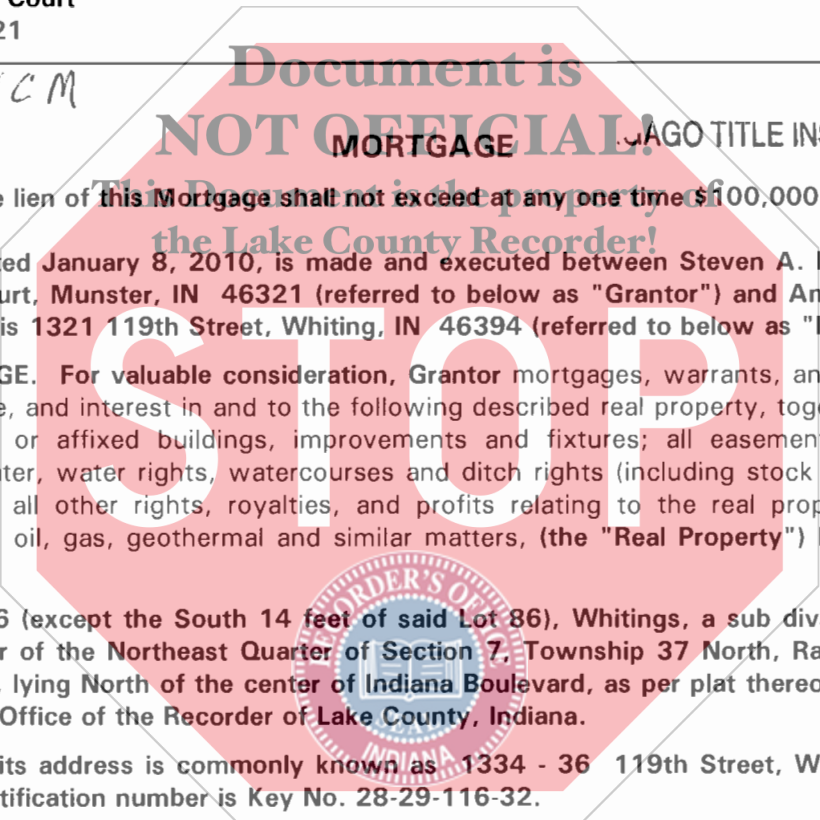 Court
21
CM
Document is
NOT OFFICIAL!
MORTGAGE
AGO TITLE INS
This Document is the property of
the Lake County Recorder!
e lien of this Mortgage shall not exceed at any one time $100,000
ted January 8, 2010, is made and executed between Steven A.
urt, Munster, IN 46321 (referred to below as "Grantor") and An
is 1321 119th Street, Whiting, IN 46394 (referred to below as "
STOP
GE. For valuable consideration, Grantor mortgages, warrants, an
e, and interest in and to the following described real property, toge
or affixed buildings, improvements and fixtures; all easemen
ater, water rights, watercourses and ditch rights (including stock
all other rights, royalties, and profits relating to the real prop
oil, gas, geothermal and similar matters, (the "Real Property")
RECORDER'S OFFICE
SEAL
INDIANA
6 (except the South 14 feet of said Lot 86), Whitings, a sub div
r of the Northeast Quarter of Section 7, Township 37 North, Ra
, lying North of the center of Indiana Boulevard, as per plat thereo
Office of the Recorder of Lake County, Indiana.
its address is commonly known as 1334 - 36 119th Street, W
tification number is Key No. 28-29-116-32.